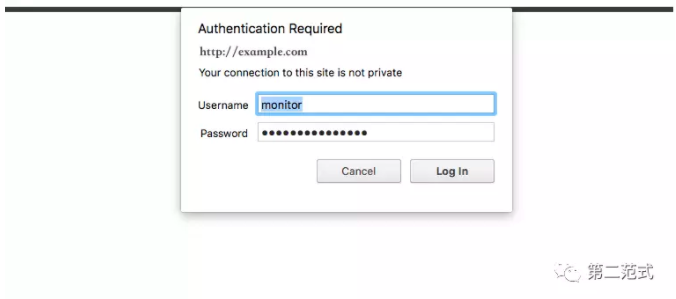 Authentication Required
http://example.com
Your connection to this site is not private
Username monitor
Password •••••••••••••••
Cancel Log In
第二范式